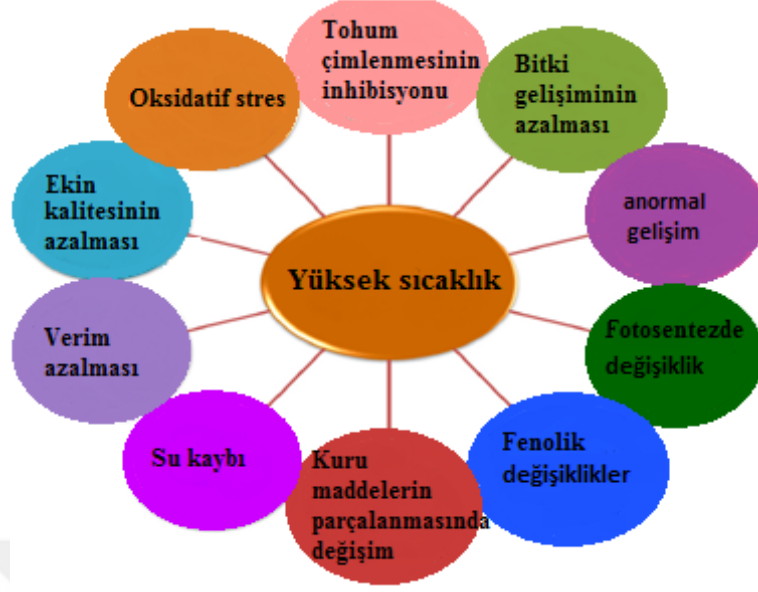 Tohum
çimlenmesinin
inhibisyonu
Bitki
gelişiminin
azalması
anormal
gelişim
Fotosentezde
değişiklik
Fenolik
değişiklikler
Kuru
maddelerin
parçalanmasında
değişim
Su kaybı
Verim
azalması
Ekin
kalitesinin
azalması
Oksidatif stres
Yüksek sıcaklık